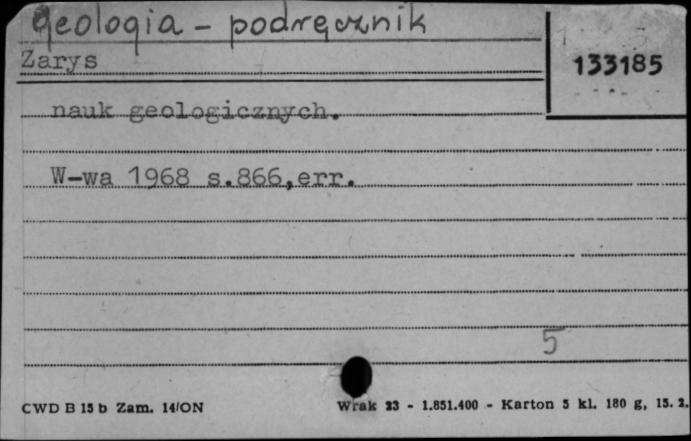 geologia - podręcznik
Zarys
133185
nauk geologicznych.
W-wa 1968 s.866,err.
5
CWD B 15 b Zam. 14/ON
Wrak 23 - 1.851.400 - Karton 5 kl. 180 g, 15. 2.